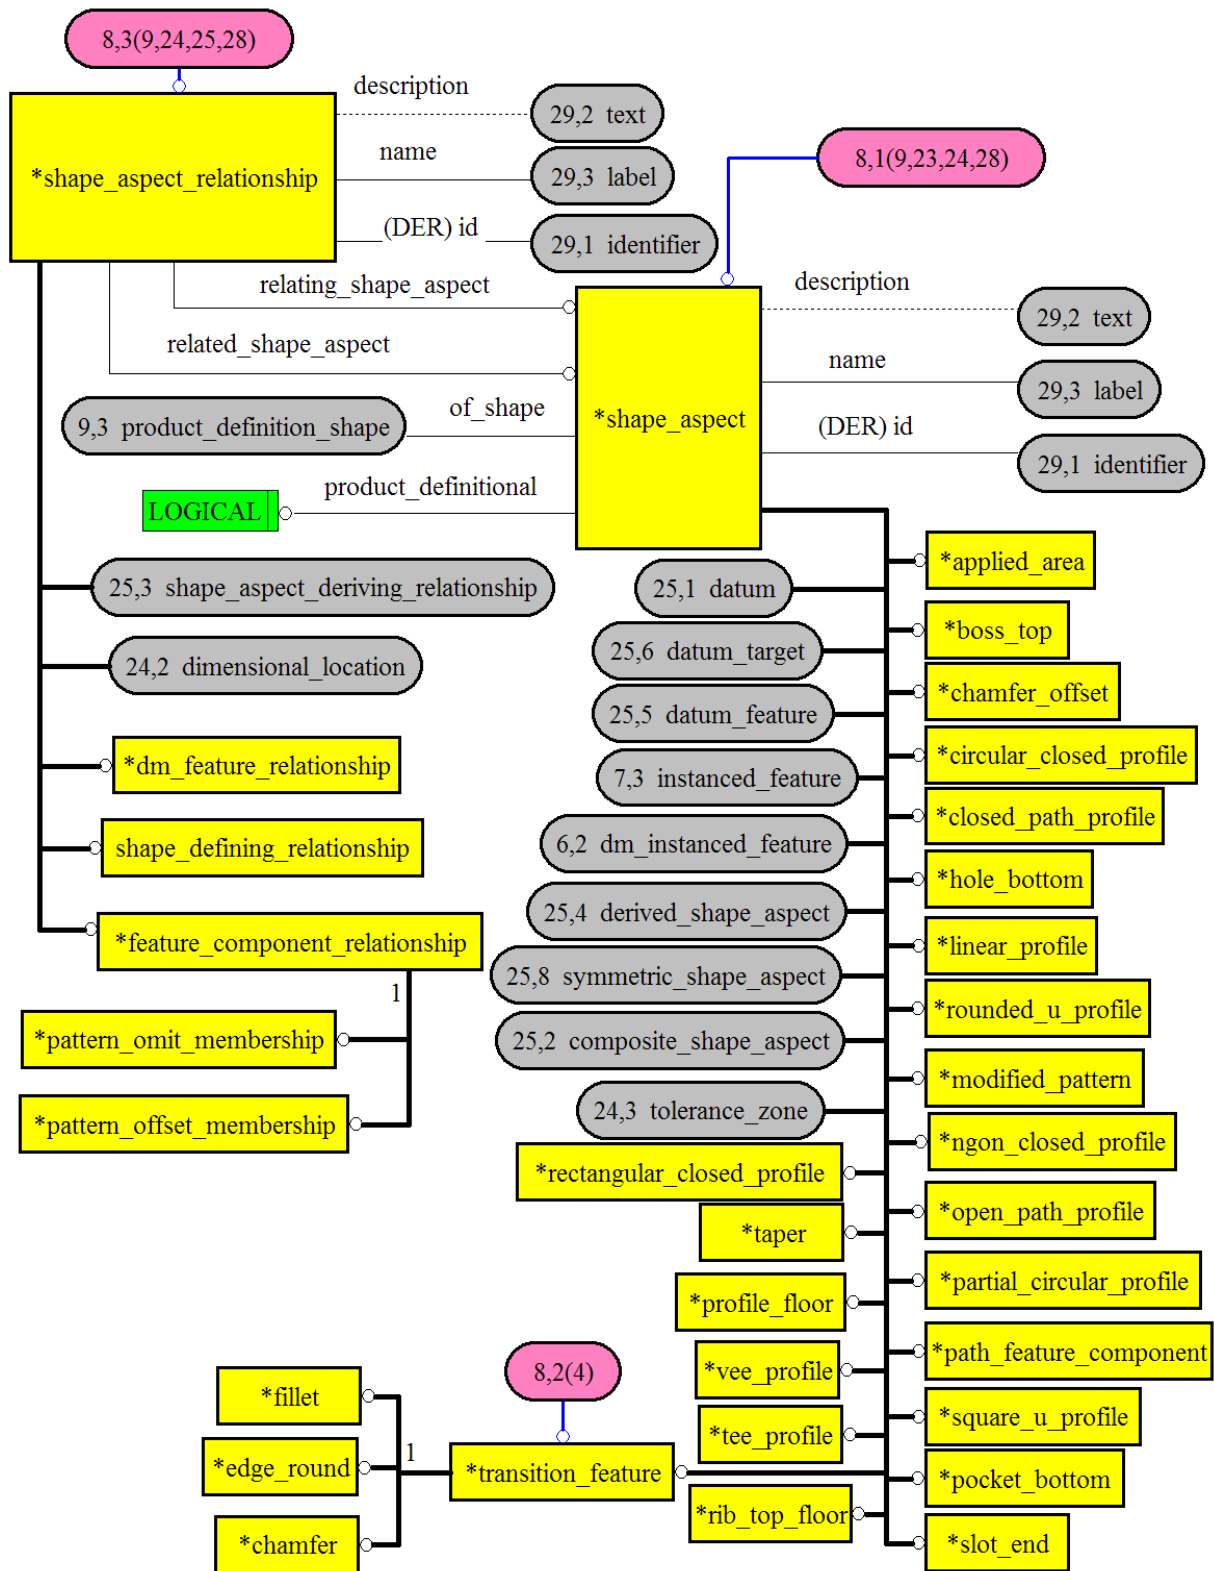 8,3(9,24,25,28)
description
29,2 text
name
29,3 label
*shape_aspect_relationship
(DER) id
29,1 identifier
8,1(9,23,24,28)
relating_shape_aspect
related_shape_aspect
description
29,2 text
name
29,3 label
of_shape
9,3 product_definition_shape
*shape_aspect
(DER) id
29,1 identifier
product_definitional
LOGICAL
25,3 shape_aspect_deriving_relationship
24,2 dimensional_location
*dm_feature_relationship
shape_defining_relationship
*feature_component_relationship
1
*pattern_omit_membership
*pattern_offset_membership
25,1 datum
25,6 datum_target
25,5 datum_feature
7,3 instanced_feature
6,2 dm_instanced_feature
25,4 derived_shape_aspect
25,8 symmetric_shape_aspect
25,2 composite_shape_aspect
24,3 tolerance_zone
*rectangular_closed_profile
*taper
*profile_floor
*vee_profile
*tee_profile
*rib_top_floor
*applied_area
*boss_top
*chamfer_offset
*circular_closed_profile
*closed_path_profile
*hole_bottom
*linear_profile
*rounded_u_profile
*modified_pattern
*ngon_closed_profile
*open_path_profile
*partial_circular_profile
*path_feature_component
*square_u_profile
*pocket_bottom
*slot_end
8,2(4)
*transition_feature
1
*fillet
*edge_round
*chamfer